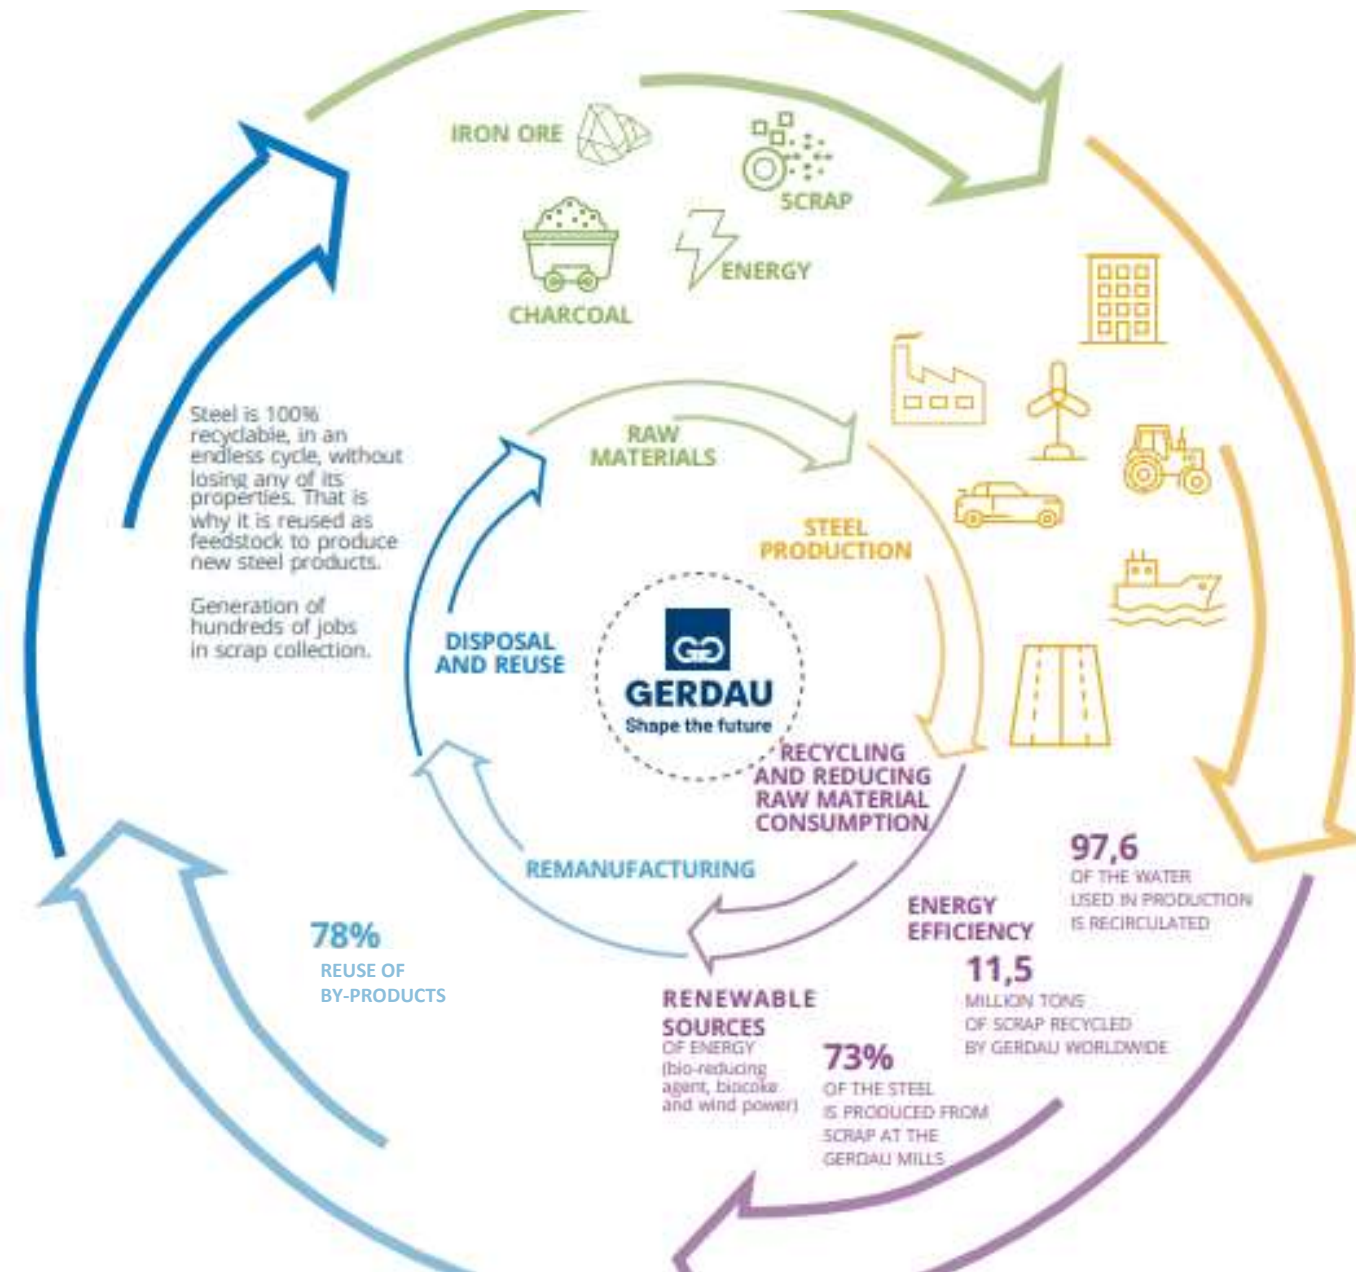 IRON ORE
SCRAP
ENERGY
CHARCOAL
RAW
MATERIALS
STEEL
PRODUCTION
Steel is 100%
recyclable, in an
endless cycle, without
losing any of its
properties. That is
why it is reused as
feedstock to produce
new steel products.
Generation of
hundreds of jobs
in scrap collection.
DISPOSAL
AND REUSE
GERDAU
Shape the future
RECYCLING
AND REDUCING
RAW MATERIAL
CONSUMPTION
REMANUFACTURING
97,6
OF THE WATER
USED IN PRODUCTION
IS RECIRCULATED
ENERGY
EFFICIENCY
11,5
MILLION TONS
OF SCRAP RECYCLED
BY GERDAU WORLDWIDE
78%
REUSE OF
BY-PRODUCTS
RENEWABLE
SOURCES
OF ENERGY
(bio-reducing
agent, biocoke
and wind power)
73%
OF THE STEEL
IS PRODUCED FROM
SCRAP AT THE
GERDAU MILLS